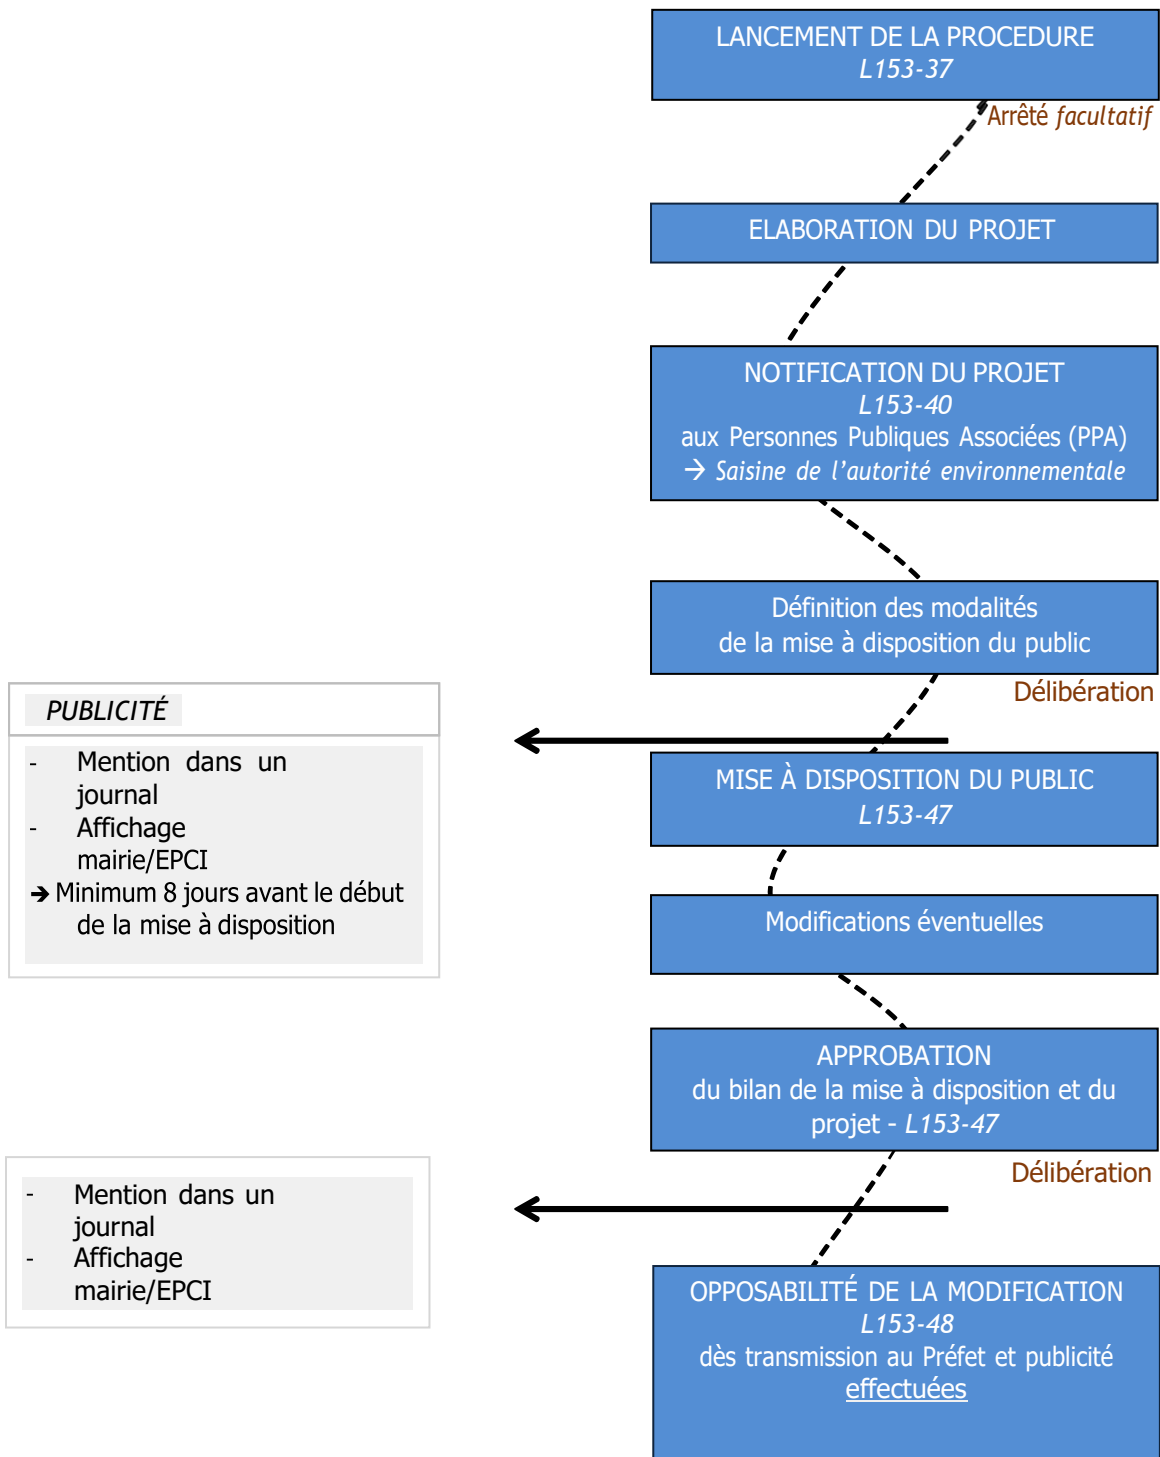 LANCEMENT DE LA PROCEDURE
L153-37
Arrêté facultatif
ELABORATION DU PROJET
NOTIFICATION DU PROJET
L153-40
aux Personnes Publiques Associées (PPA)
→ Saisine de l’autorité environnementale
Définition des modalités
de la mise à disposition du public
Délibération
PUBLICITÉ
- Mention dans un
journal
- Affichage
mairie/EPCI
→ Minimum 8 jours avant le début
de la mise à disposition
MISE À DISPOSITION DU PUBLIC
L153-47
Modifications éventuelles
APPROBATION
du bilan de la mise à disposition et du
projet - L153-47
Délibération
- Mention dans un
journal
- Affichage
mairie/EPCI
OPPOSABILITÉ DE LA MODIFICATION
L153-48
dès transmission au Préfet et publicité
effectuées